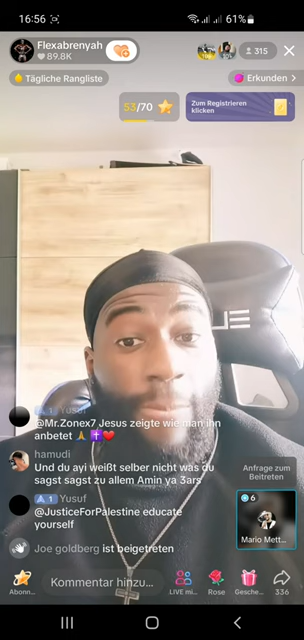 16:56
61%
Flexabrenyah
89.8K
315
Tägliche Rangliste
Erkunden >
53/70
Zum Registrieren
klicken
UE
1 Yusuf
@Mr.Zonex7 Jesus zeigte wie man ihn
anbetet 🙏✝️❤️
hamudi
Und du ayi weißt selber nicht was du
sagst sagst zu allem Amin ya 3ars
1 Yusuf
@JusticeForPalestine educate
yourself
Joe goldberg ist beigetreten
Anfrage zum
Beitreten
6
Mario Mett...
Kommentar hinzu...
Abonn...
LIVE mi...
Rose
Gesche...
336